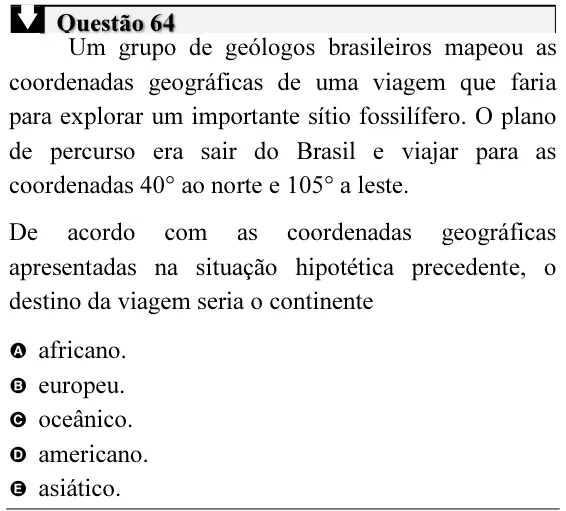 Questão 64
Um grupo de geólogos brasileiros mapeou as
coordenadas geográficas de uma viagem que faria
para explorar um importante sítio fossilífero. O plano
de percurso era sair do Brasil e viajar para as
coordenadas 40° ao norte e 105° a leste.
De acordo com as coordenadas geográficas
apresentadas na situação hipotética precedente, o
destino da viagem seria o continente
A africano.
B europeu.
C oceânico.
D americano.
E asiático.